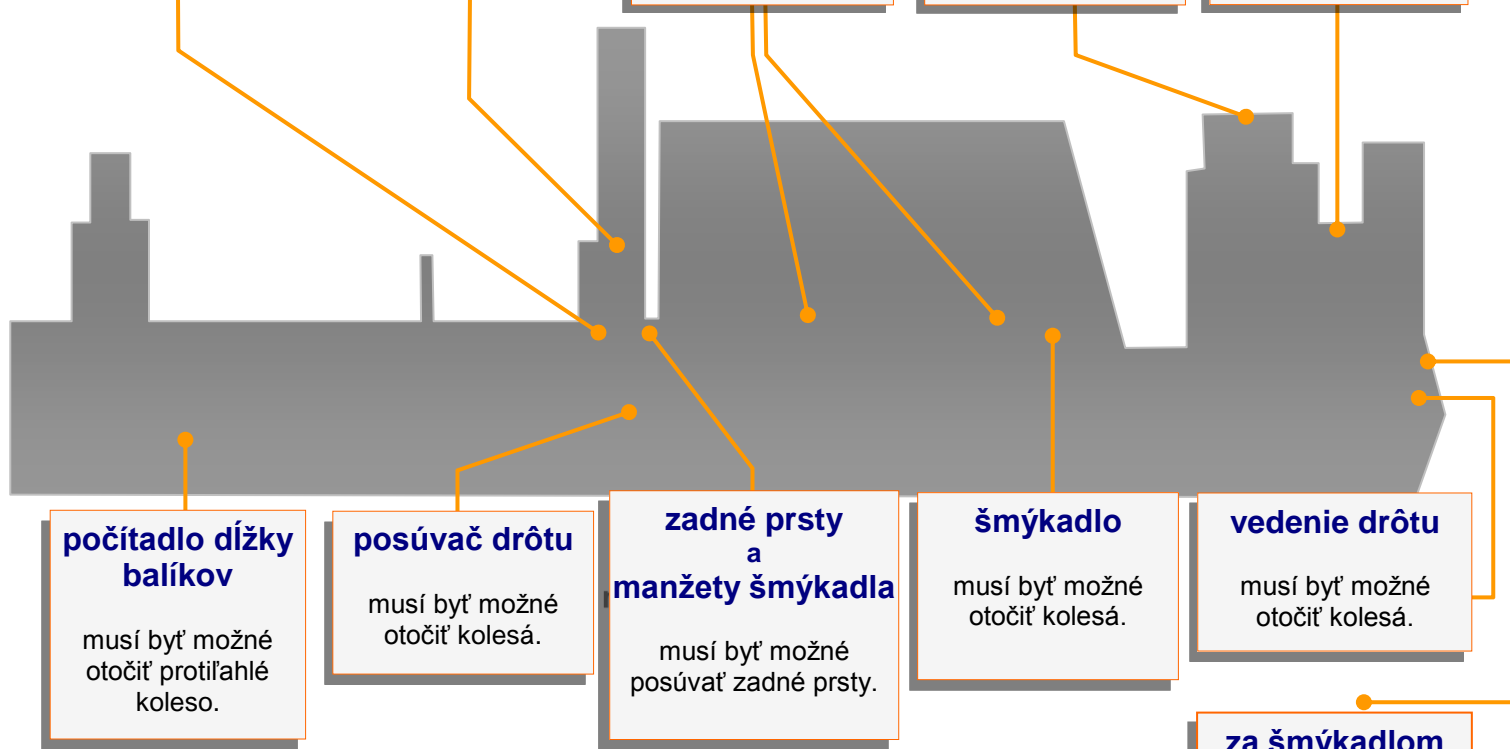 počítadlo dĺžky
balíkov
musí byť možné
otočiť protiľahlé
koleso.
posúvač drôtu
musí byť možné
otočiť kolesá.
zadné prsty
a
manžety šmýkadla
musí byť možné
posúvať zadné prsty.
šmýkadlo
musí byť možné
otočiť kolesá.
vedenie drôtu
musí byť možné
otočiť kolesá.
za šmýkadlom